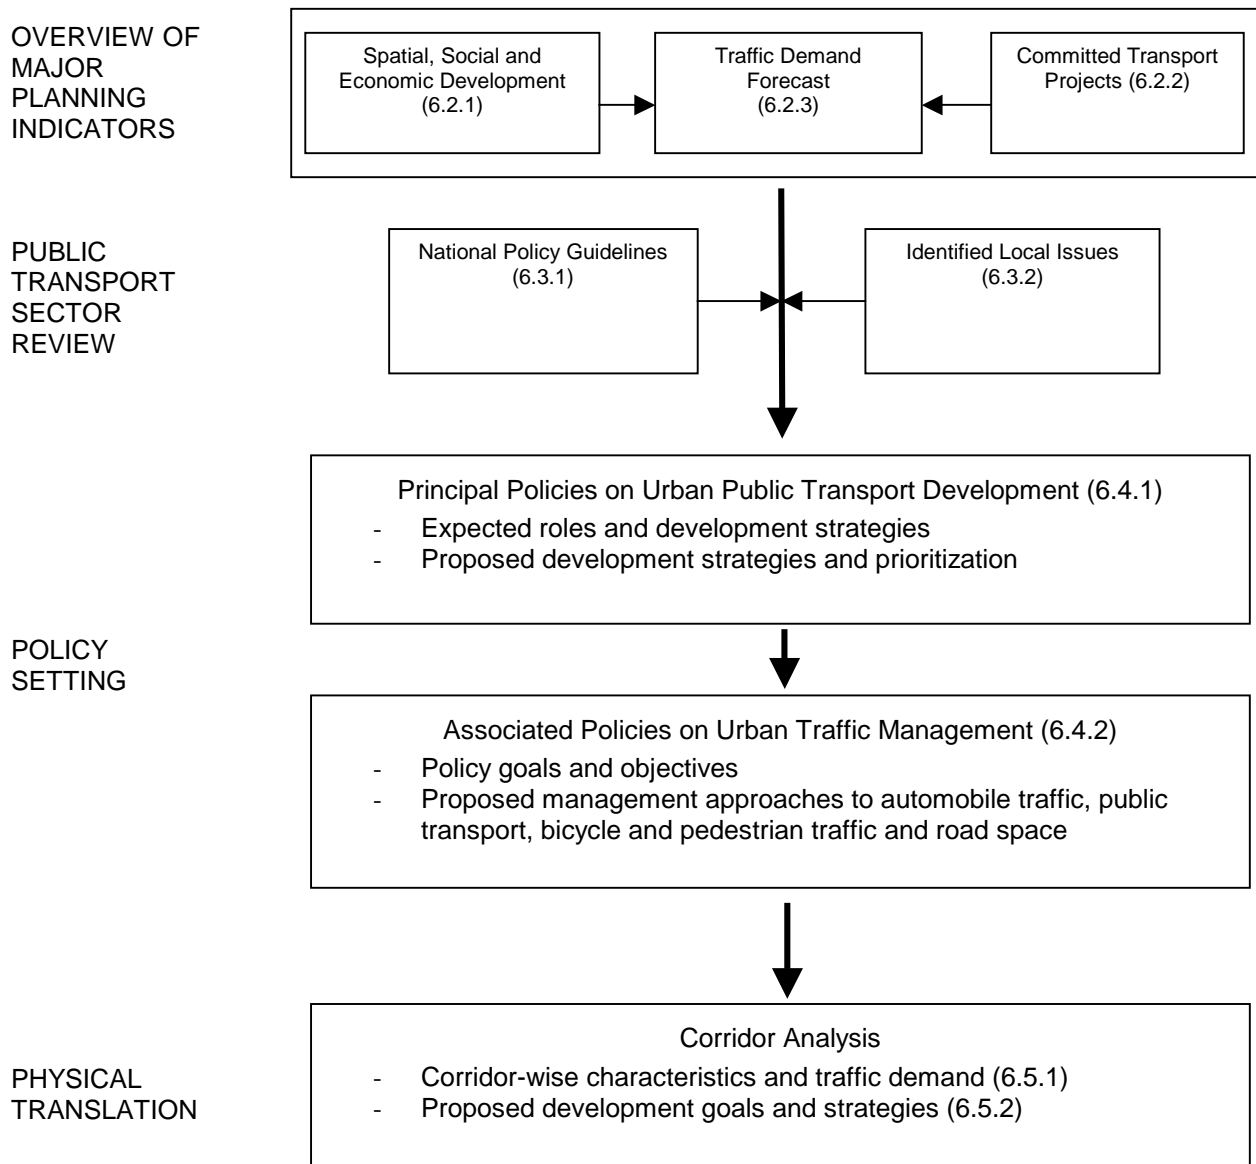 OVERVIEW OF
MAJOR
PLANNING
INDICATORS
Spatial, Social and
Economic Development
(6.2.1)
Traffic Demand
Forecast
(6.2.3)
Committed Transport
Projects (6.2.2)
PUBLIC
TRANSPORT
SECTOR
REVIEW
National Policy Guidelines
(6.3.1)
Identified Local Issues
(6.3.2)
Principal Policies on Urban Public Transport Development (6.4.1)
- Expected roles and development strategies
- Proposed development strategies and prioritization
POLICY
SETTING
Associated Policies on Urban Traffic Management (6.4.2)
- Policy goals and objectives
- Proposed management approaches to automobile traffic, public
transport, bicycle and pedestrian traffic and road space
PHYSICAL
TRANSLATION
Corridor Analysis
- Corridor-wise characteristics and traffic demand (6.5.1)
- Proposed development goals and strategies (6.5.2)